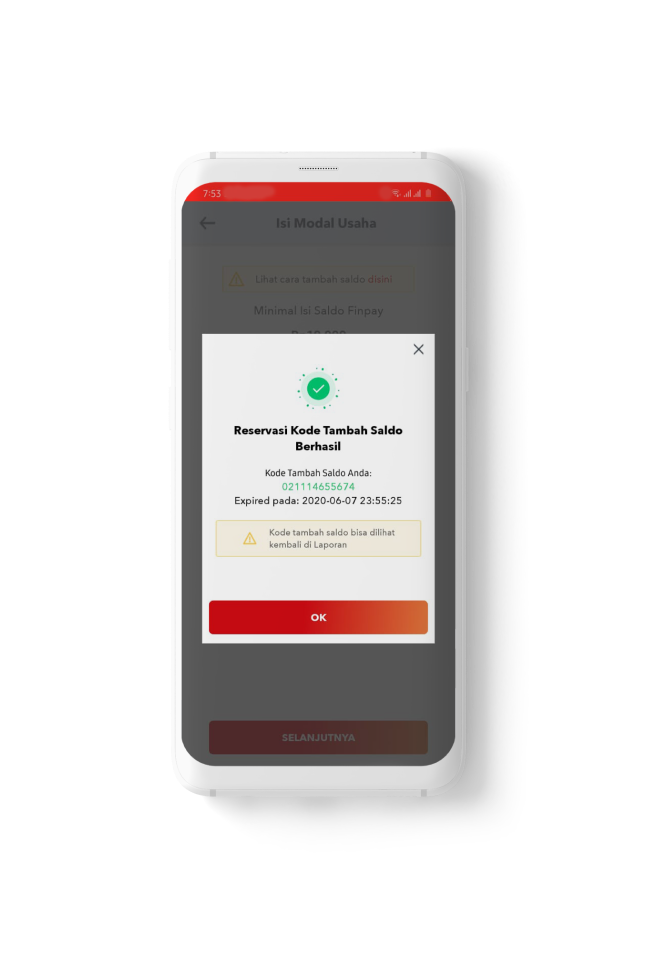 7:53
Isi Modal Usaha
Lihat cara tambah saldo disini
Minimal Isi Saldo Finpay
Reservasi Kode Tambah Saldo
Berhasil
Kode Tambah Saldo Anda:
021114655674
Expired pada: 2020-06-07 23:55:25
Kode tambah saldo bisa dilihat
kembali di Laporan
OK
SELANJUTNYA